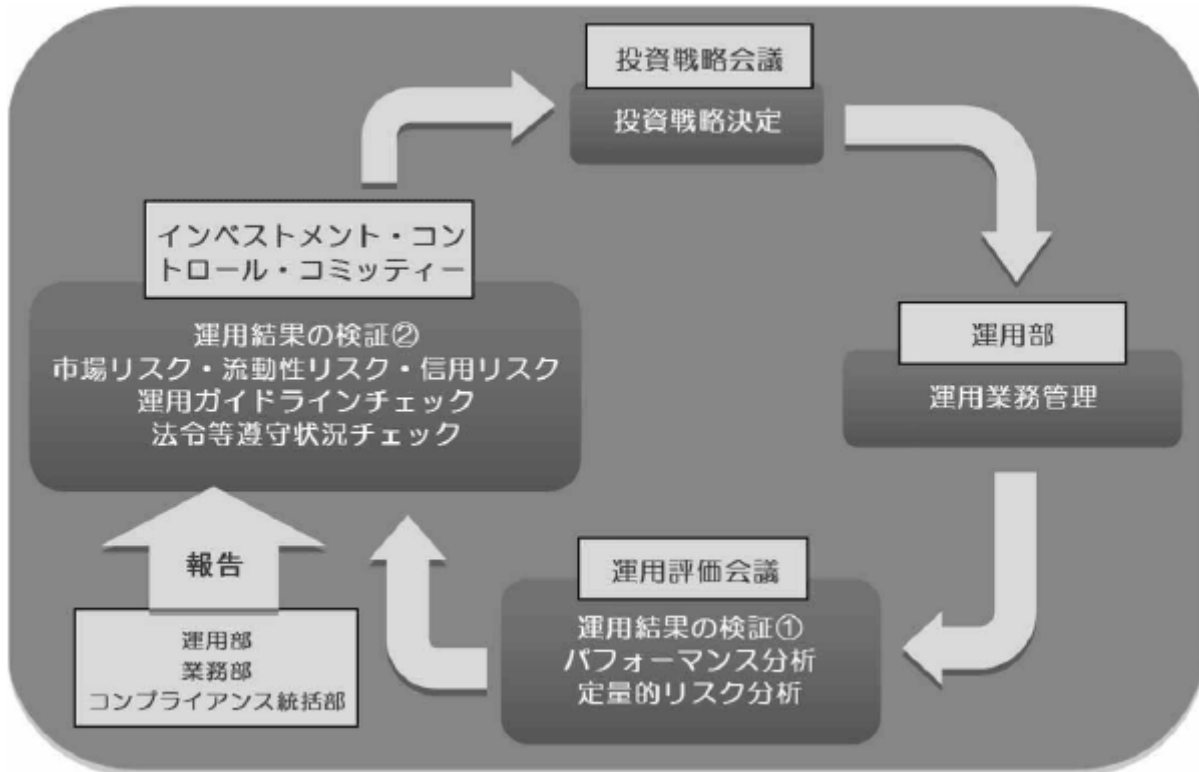 投資戦略会議
投資戦略決定
インベストメント・コン
トロール・コミッティー
運用結果の検証②
市場リスク・流動性リスク・信用リスク
運用ガイドラインチェック
法令等遵守状況チェック
運用部
運用業務管理
報告
運用部
業務部
コンプライアンス統括部
運用評価会議
運用結果の検証①
パフォーマンス分析
定量的リスク分析